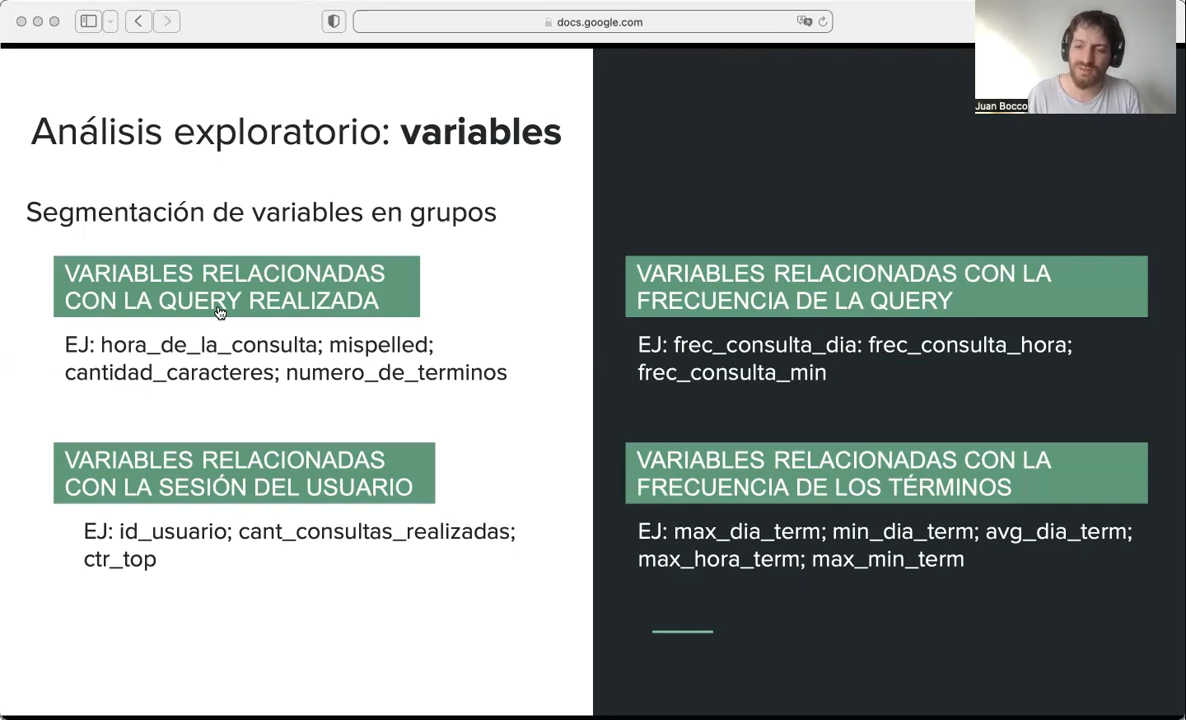 docs.google.com
Juan Bocco
Análisis exploratorio: variables
Segmentación de variables en grupos
VARIABLES RELACIONADAS
CON LA QUERY REALIZADA
EJ: hora_de_la_consulta; mispelled;
cantidad_caracteres; numero_de_terminos
VARIABLES RELACIONADAS
CON LA SESIÓN DEL USUARIO
EJ: id_usuario; cant_consultas_realizadas;
ctr_top
VARIABLES RELACIONADAS CON LA
FRECUENCIA DE LA QUERY
EJ: frec_consulta_dia: frec_consulta_hora;
frec_consulta_min
VARIABLES RELACIONADAS CON LA
FRECUENCIA DE LOS TÉRMINOS
EJ: max_dia_term; min_dia_term; avg_dia_term;
max_hora_term; max_min_term